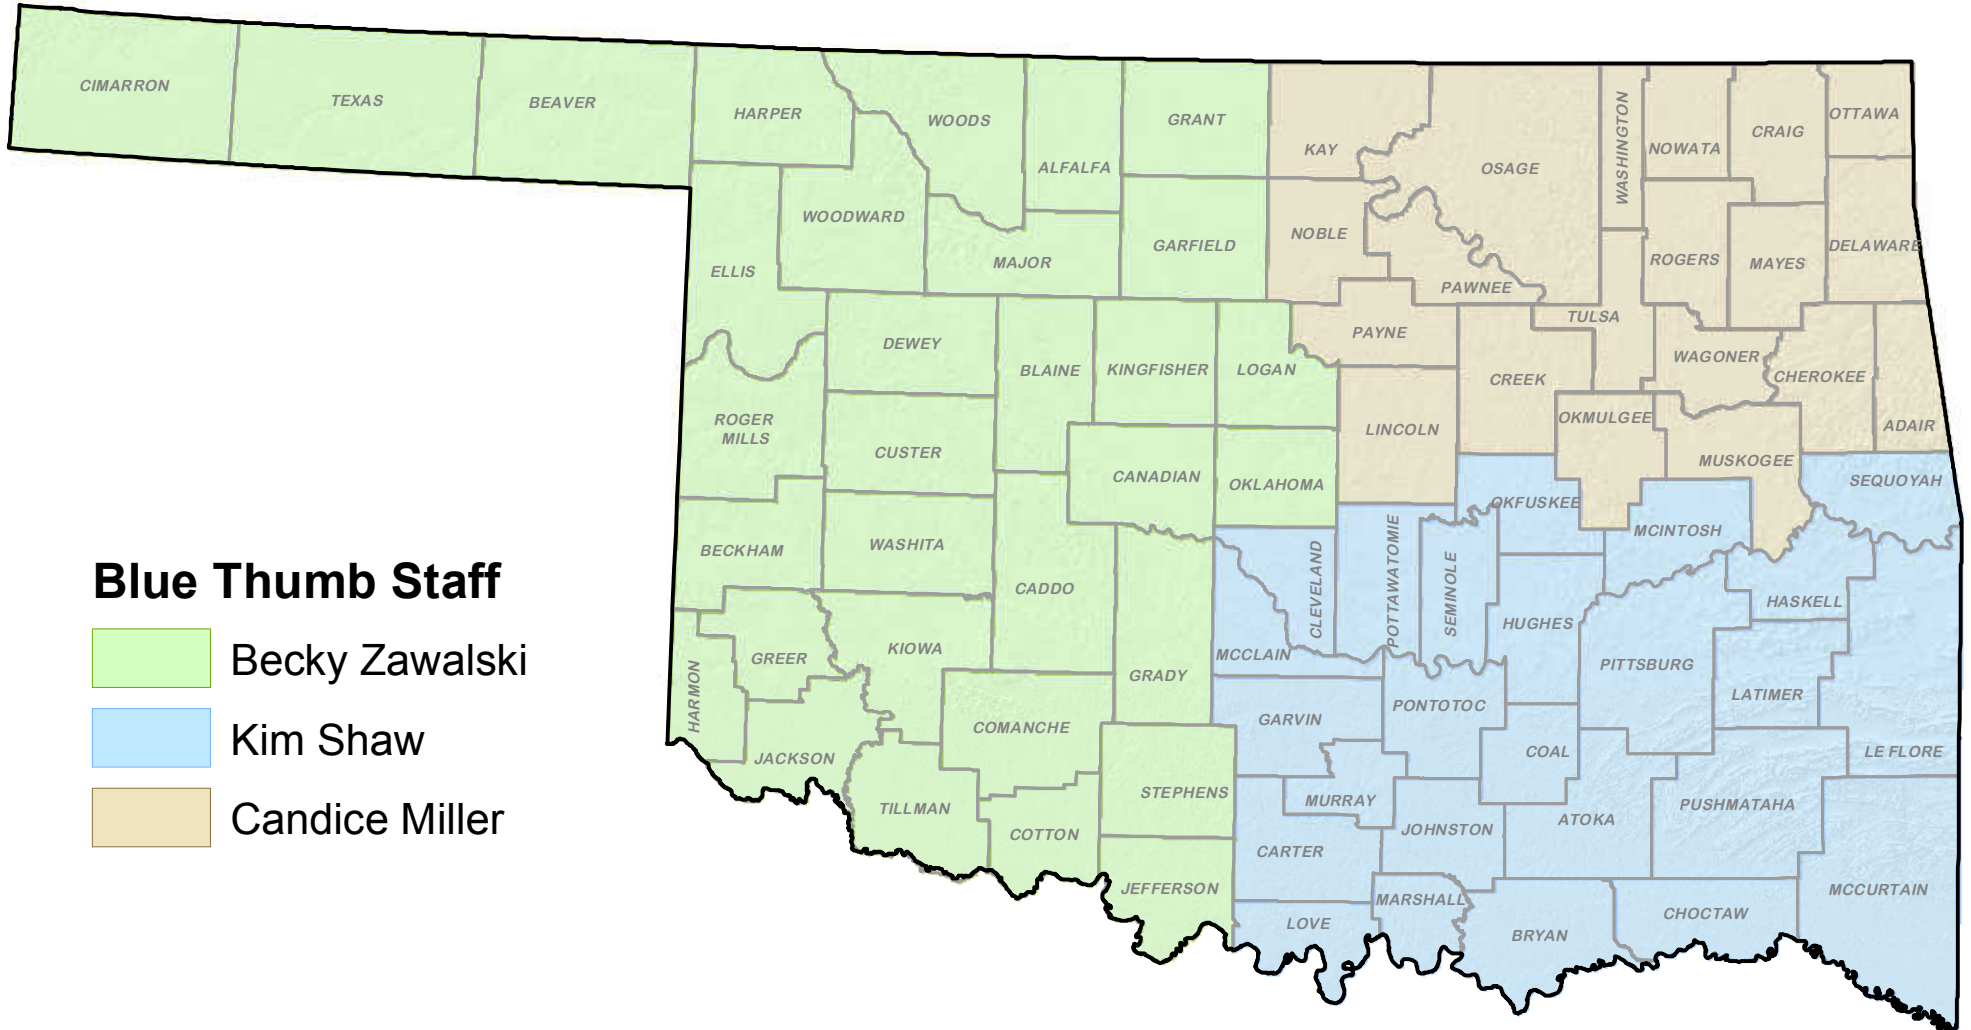 CIMARRON
TEXAS
BEAVER
HARPER
WOODS
ALFALFA
GRANT
KAY
OSAGE
WASHINGTON
NOWATA
CRAIG
OTTAWA
ELLIS
WOODWARD
MAJOR
GARFIELD
NOBLE
PAWNEE
ROGERS
MAYES
DELAWARE
DEWEY
BLAINE
KINGFISHER
LOGAN
PAYNE
TULSA
CREEK
WAGONER
CHEROKEE
ADAIR
ROGER
MILLS
CUSTER
CANADIAN
OKLAHOMA
LINCOLN
OKMULGEE
MUSKOGEE
SEQUOYAH
OKFUSKEE
MCINTOSH
BECKHAM
WASHITA
CADDO
CLEVELAND
POTTAWATOMIE
SEMINOLE
HUGHES
HASKELL
HARMON
GREER
KIOWA
GRADY
MCCLAIN
PITTSBURG
LATIMER
JACKSON
COMANCHE
GARVIN
PONTOTOC
COAL
LE FLORE
TILLMAN
COTTON
STEPHENS
MURRAY
JOHNSTON
ATOKA
PUSHMATAHA
JEFFERSON
CARTER
LOVE
MARSHALL
BRYAN
CHOCTAW
MCCURTAIN
Blue Thumb Staff
Becky Zawalski
Kim Shaw
Candice Miller